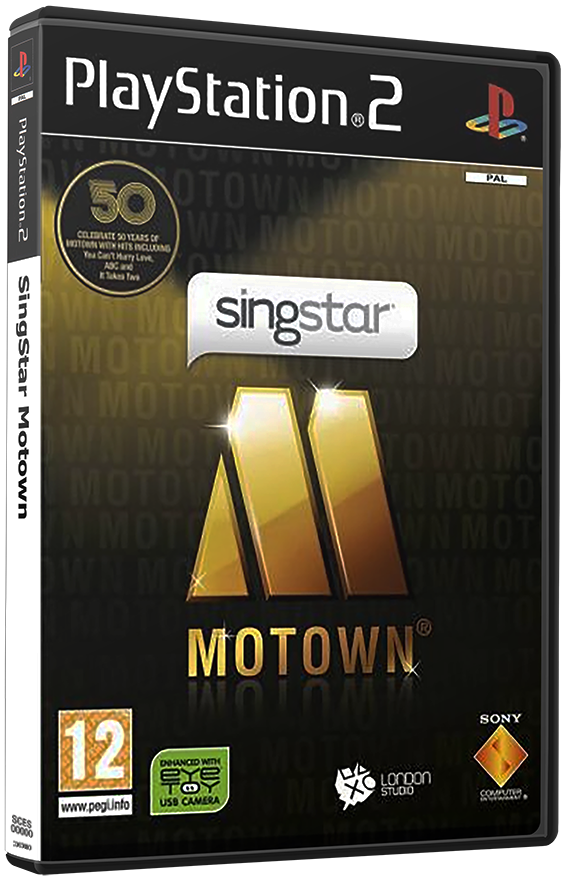 PlayStation®2
PAL
PAL
PlayStation®2
SingStar Motown
50
CELEBRATE 50 YEARS OF
MOTOWN WITH HITS INCLUDING
You Can't Hurry Love,
ABC and
It Takes Two
singstar
MOTOWN®
12
www.pegi.info
ENHANCED WITH
EYE
TOY
USB CAMERA
LONDON
STUDIO
SONY
COMPUTER
ENTERTAINMENT®
SCES
00000